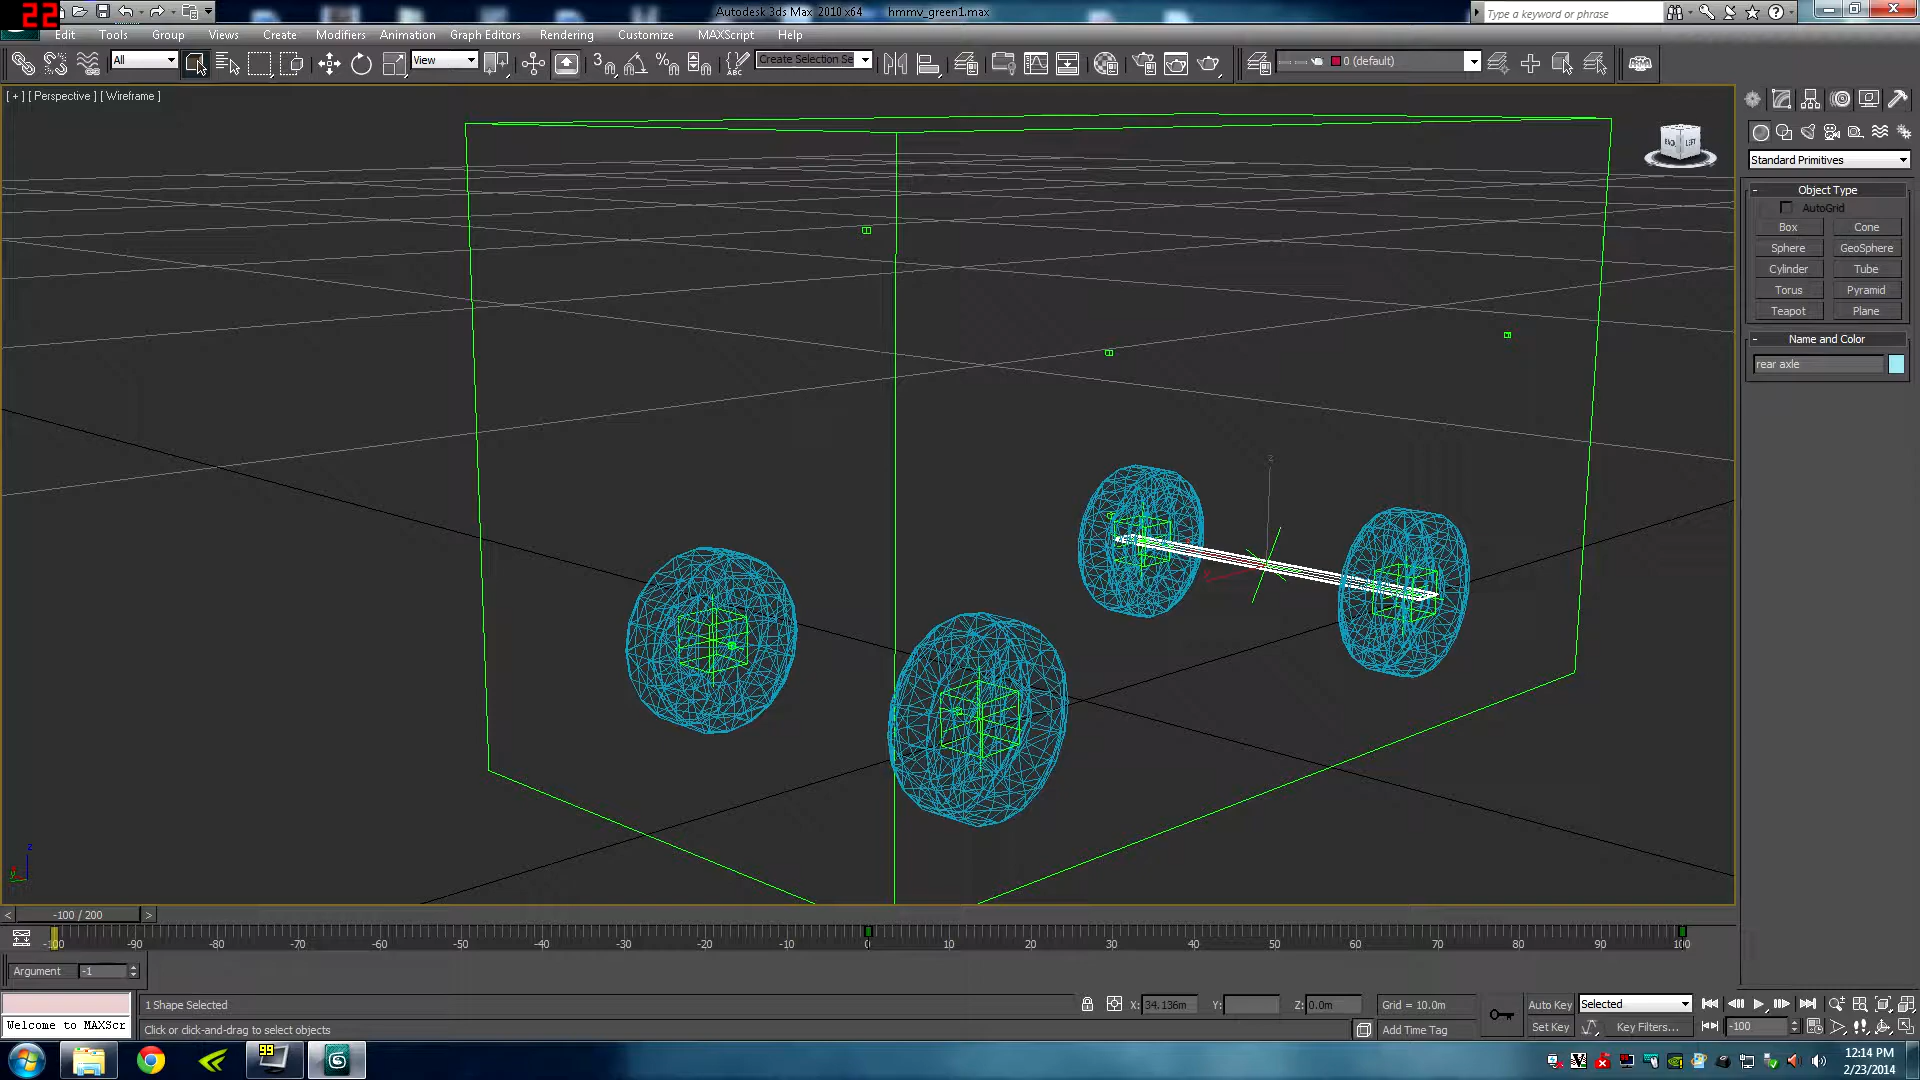 22
Autodesk 3ds Max 2010 x64 hmmv_green1.max
Type a keyword or phrase
Edit Tools Group Views Create Modifiers Animation Graph Editors Rendering Customize MAXScript Help
All
View
3
Create Selection Se
0 (default)
[ + ] [ Perspective ] [ Wireframe ]
BACK LEFT
Standard Primitives
- Object Type
AutoGrid
Box Cone
Sphere GeoSphere
Cylinder Tube
Torus Pyramid
Teapot Plane
- Name and Color
rear axle
z
z
< -100 / 200 >
-100 -90 -80 -70 -60 -50 -40 -30 -20 -10 0 10 20 30 40 50 60 70 80 90 100
Argument -1
1 Shape Selected
X: 34.136m Y: Z: 0.0m Grid = 10.0m
Auto Key Selected
Welcome to MAXScr
Click or click-and-drag to select objects
Add Time Tag
Set Key Key Filters... -100
99
12:14 PM
2/23/2014